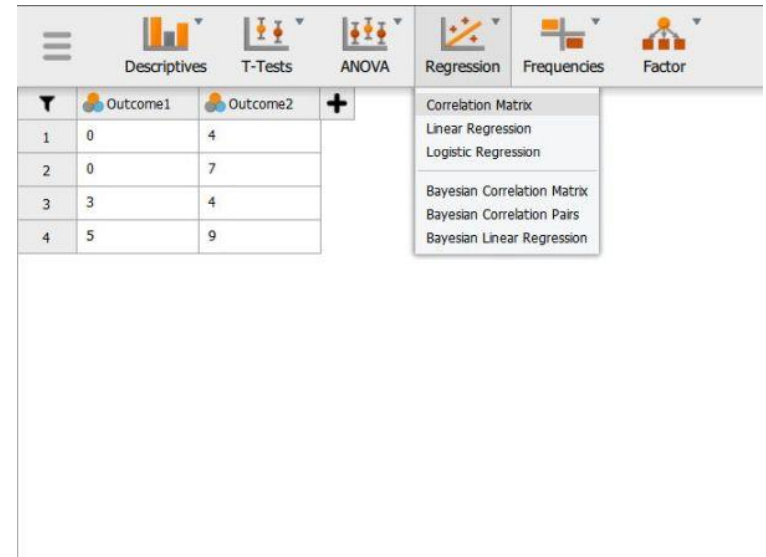 Descriptives T-Tests ANOVA Regression Frequencies Factor
Outcome1 Outcome2
1 0 4
2 0 7
3 3 4
4 5 9
Correlation Matrix
Linear Regression
Logistic Regression
Bayesian Correlation Matrix
Bayesian Correlation Pairs
Bayesian Linear Regression